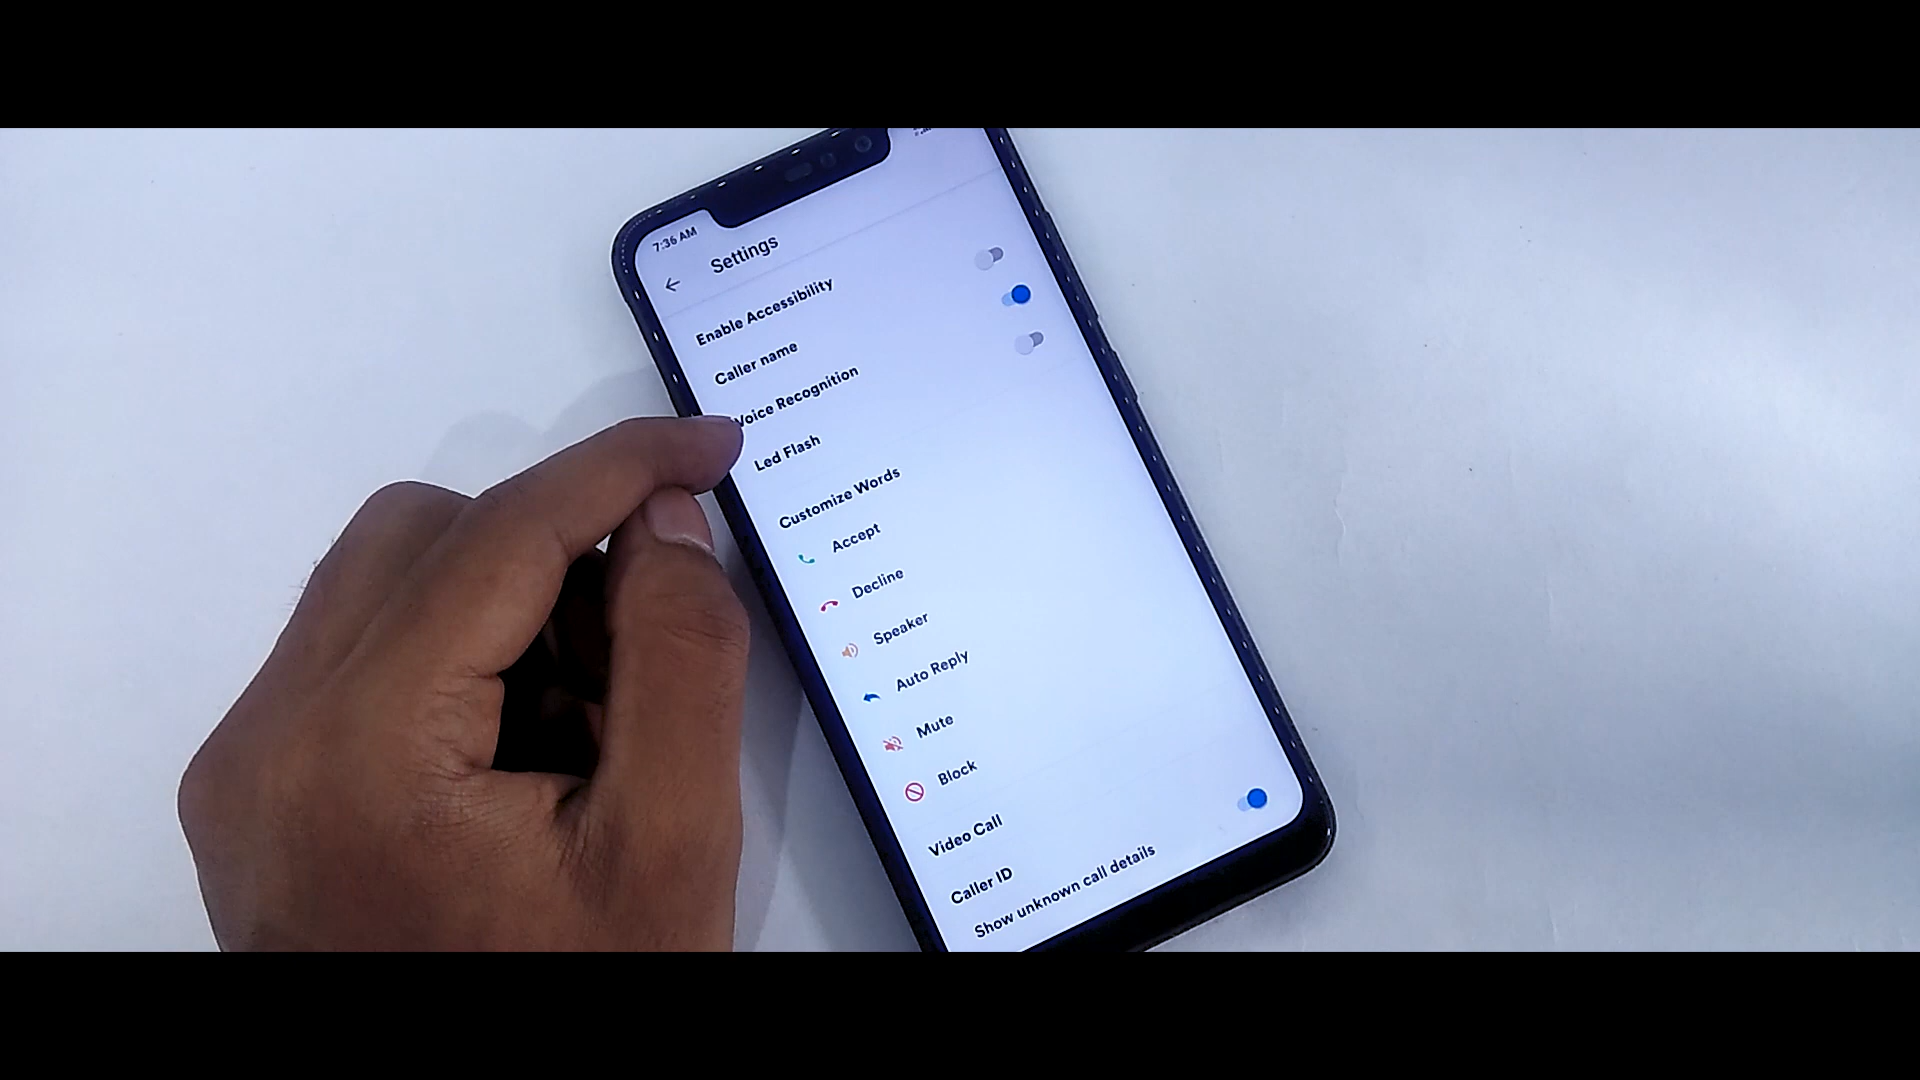 7:36 AM
Settings
Enable Accessibility
Caller name
Voice Recognition
Led Flash
Customize Words
Accept
Decline
Speaker
Auto Reply
Mute
Block
Video Call
Caller ID
Show unknown call details